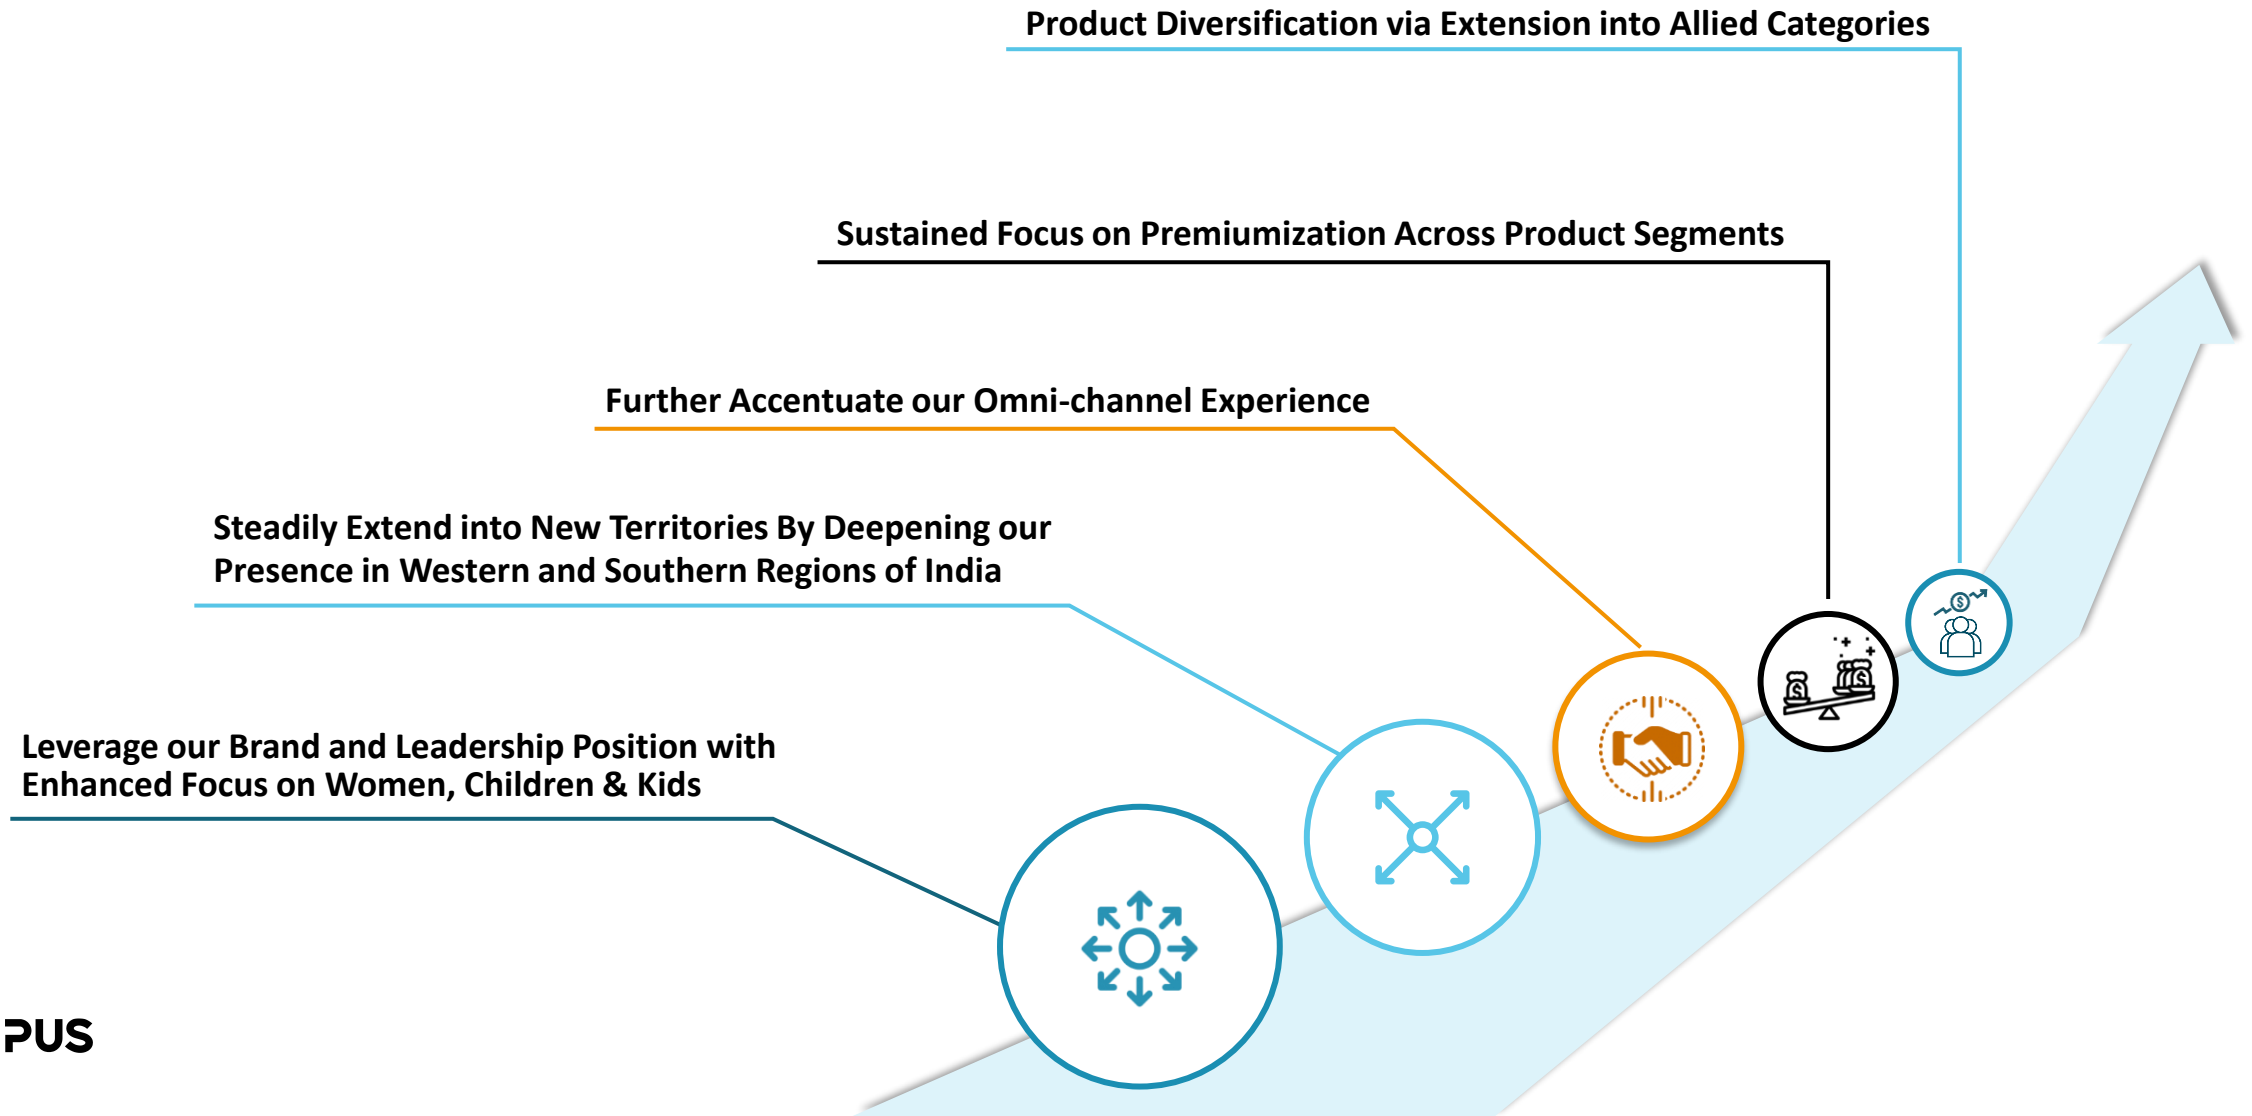 Product Diversification via Extension into Allied Categories
Sustained Focus on Premiumization Across Product Segments
Further Accentuate our Omni-channel Experience
Steadily Extend into New Territories By Deepening our
Presence in Western and Southern Regions of India
Leverage our Brand and Leadership Position with
Enhanced Focus on Women, Children & Kids
PUS